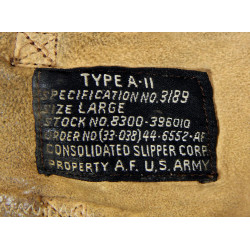 TYPE A-11
SPECIFICATION NO. 3189
SIZE LARGE
STOCK NO. 8300-396010
ORDER NO (33-038) 44-6552-AF
CONSOLIDATED SLIPPER CORP.
PROPERTY A.F. U.S. ARMY